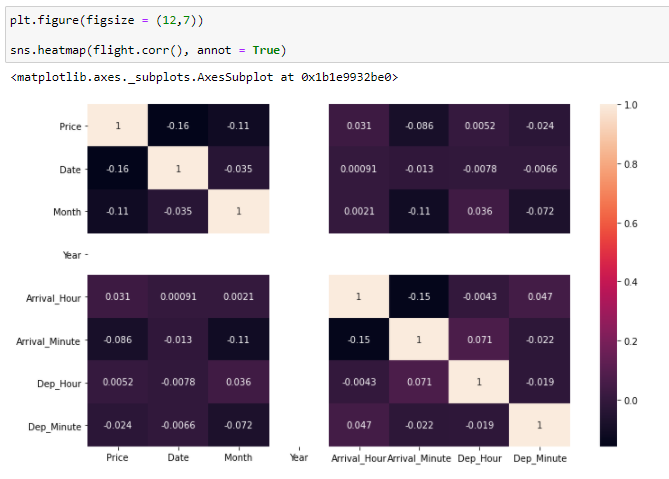 plt.figure(figsize = (12,7))
sns.heatmap(flight.corr(), annot = True)
<matplotlib.axes._subplots.AxesSubplot at 0x1b1e9932be0>
1.0
Price 1 -0.16 -0.11 0.031 -0.086 0.0052 -0.024
0.8
Date -0.16 1 -0.035 0.00091 -0.013 -0.0078 -0.0066
Month -0.11 -0.035 1 0.0021 -0.11 0.036 -0.072
0.6
Year
0.4
Arrival_Hour 0.031 0.00091 0.0021 1 -0.15 -0.0043 0.047
Arrival_Minute -0.086 -0.013 -0.11 -0.15 1 0.071 -0.022
0.2
Dep_Hour 0.0052 -0.0078 0.036 -0.0043 0.071 1 -0.019
0.0
Dep_Minute -0.024 -0.0066 -0.072 0.047 -0.022 -0.019 1
Price Date Month Year Arrival_Hour Arrival_Minute Dep_Hour Dep_Minute